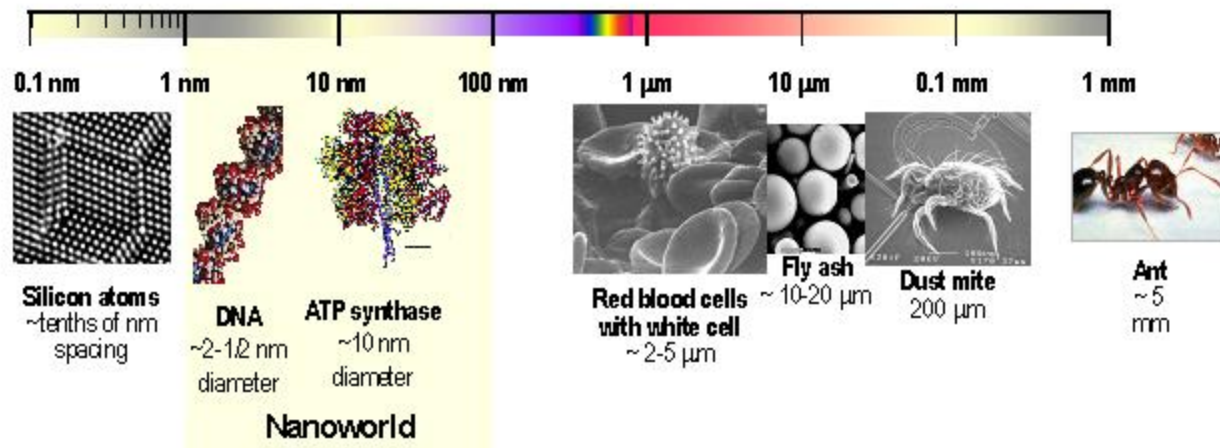 0.1 nm 1 nm 10 nm 100 nm 1 µm 10 µm 0.1 mm 1 mm
Silicon atoms
~tenths of nm
spacing
DNA
~2-1/2 nm
diameter
ATP synthase
~10 nm
diameter
Nanoworld
Red blood cells
with white cell
~ 2-5 µm
Fly ash
~ 10-20 µm
Dust mite
200 µm
Ant
~ 5
mm